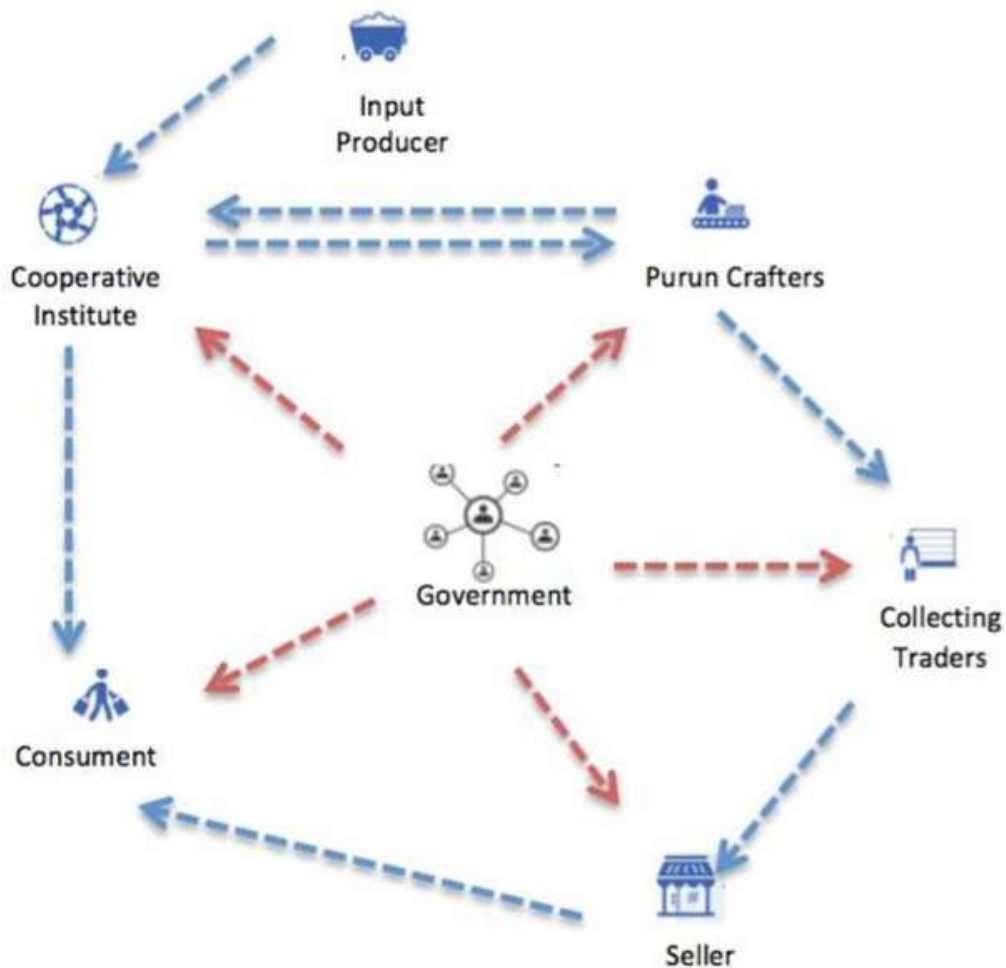 Input
Producer
Cooperative
Institute
Purun Crafters
Government
Collecting
Traders
Consument
Seller